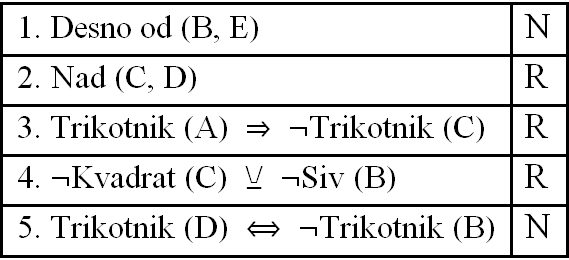 1. Desno od (B, E) N
2. Nad (C, D) R
3. Trikotnik (A) ⇒ ¬Trikotnik (C) R
4. ¬Kvadrat (C) ⊻ ¬Siv (B) R
5. Trikotnik (D) ⇔ ¬Trikotnik (B) N